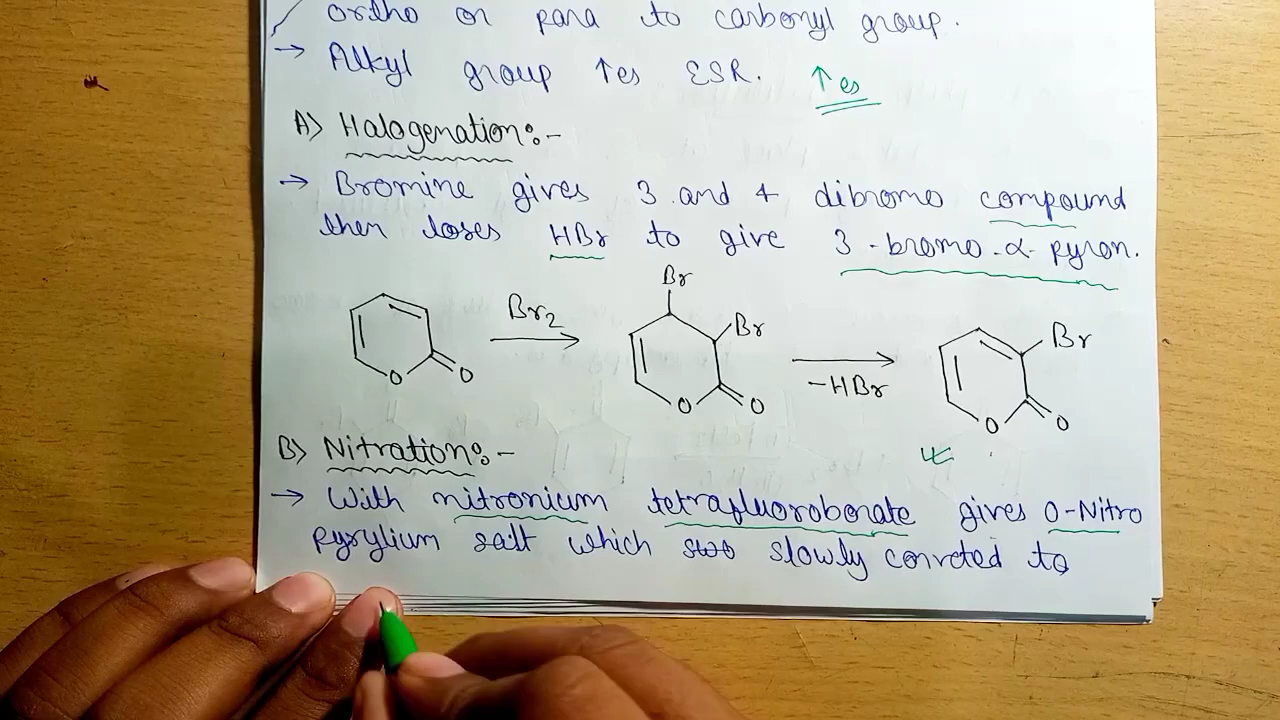 ortho or para to carbonyl group.
→ Alkyl group ↑es ESR. ↑es
A) Halogenation:-
→ Bromine gives 3 and 4 dibromo compound
then loses HBr to give 3-bromo-α-pyron.
Br
Br2
Br
Br
-HBr
O
O
O
O
O
O
B) Nitration:-
→ With nitronium tetrafluoroborate gives O-Nitro
pyrylium salt which slowly conveted to